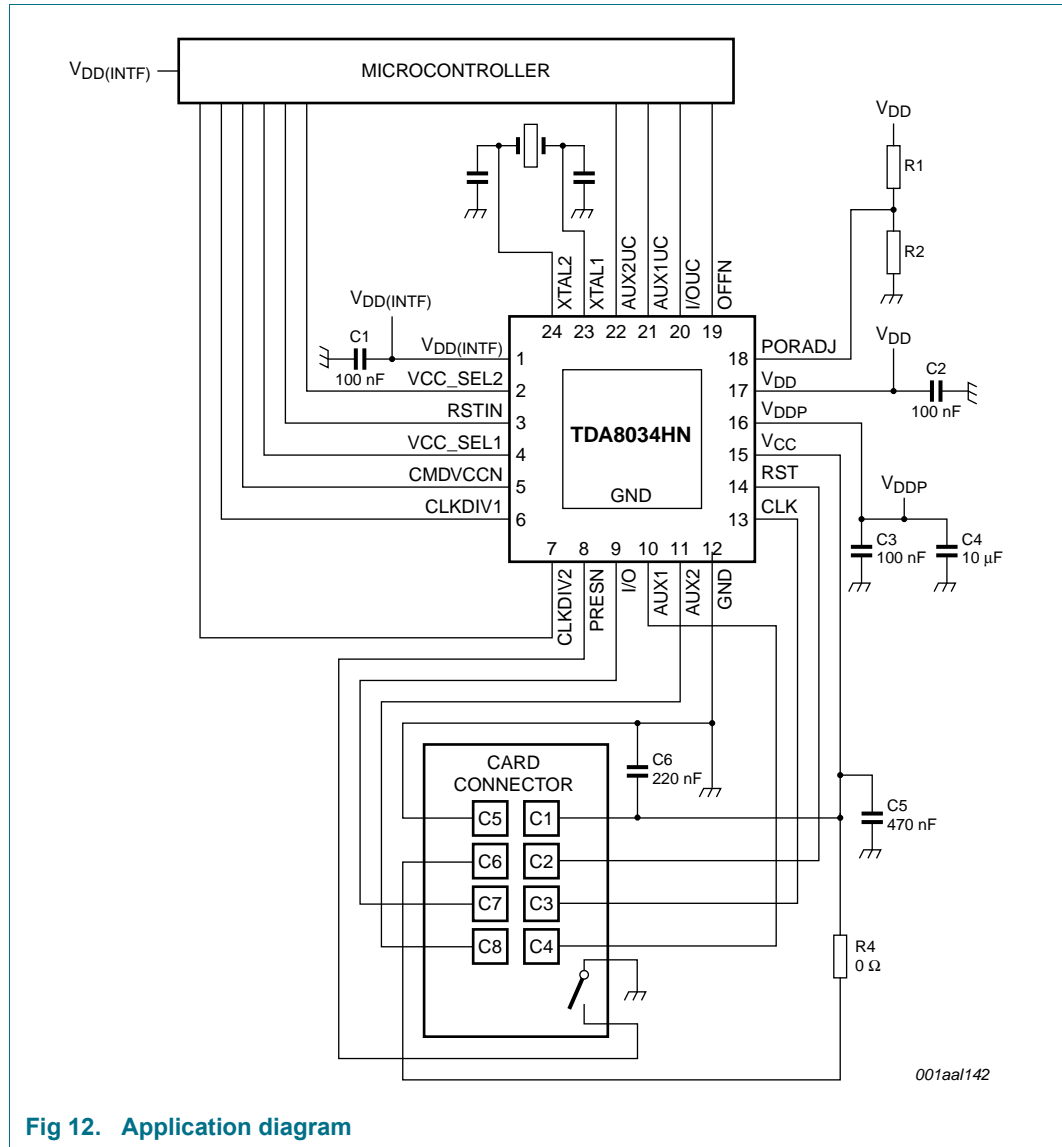 MICROCONTROLLER
VDD(INTF)
VDD
R1
R2
XTAL2
XTAL1
AUX2UC
AUX1UC
I/OUC
OFFN
24
23
22
21
20
19
VDD(INTF)
C1
100 nF
VDD(INTF)
1
VCC_SEL2
2
RSTIN
3
VCC_SEL1
4
CMDVCCN
5
CLKDIV1
6
TDA8034HN
GND
18
PORADJ
17
VDD
16
VDDP
15
VCC
14
RST
13
CLK
VDD
C2
100 nF
VDDP
C3
100 nF
C4
10 μF
7
8
9
10
11
12
CLKDIV2
PRESN
I/O
AUX1
AUX2
GND
CARD
CONNECTOR
C6
220 nF
C5
470 nF
C5
C1
C6
C2
C7
C3
C8
C4
R4
0 Ω
001aal142
Fig 12. Application diagram